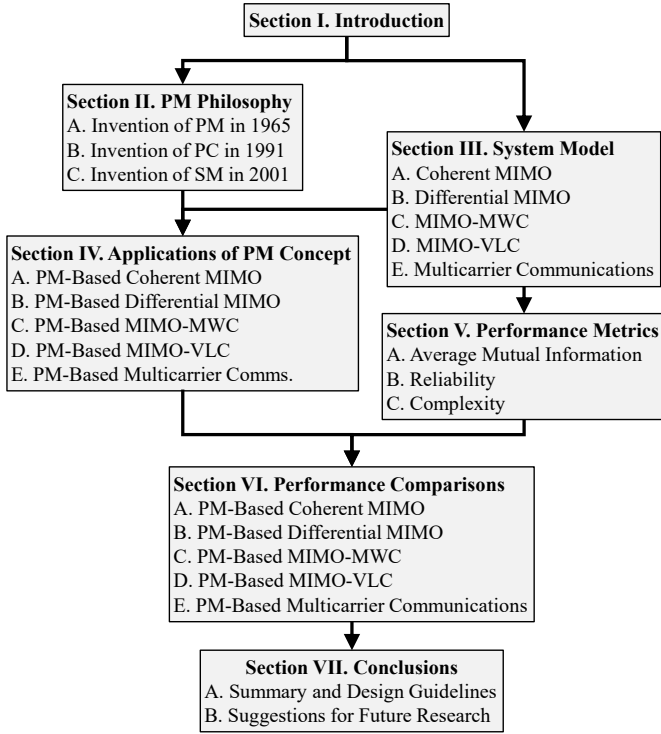 Section I. Introduction
Section II. PM Philosophy
A. Invention of PM in 1965
B. Invention of PC in 1991
C. Invention of SM in 2001
Section III. System Model
A. Coherent MIMO
B. Differential MIMO
C. MIMO-MWC
D. MIMO-VLC
E. Multicarrier Communications
Section IV. Applications of PM Concept
A. PM-Based Coherent MIMO
B. PM-Based Differential MIMO
C. PM-Based MIMO-MWC
D. PM-Based MIMO-VLC
E. PM-Based Multicarrier Comms.
Section V. Performance Metrics
A. Average Mutual Information
B. Reliability
C. Complexity
Section VI. Performance Comparisons
A. PM-Based Coherent MIMO
B. PM-Based Differential MIMO
C. PM-Based MIMO-MWC
D. PM-Based MIMO-VLC
E. PM-Based Multicarrier Communications
Section VII. Conclusions
A. Summary and Design Guidelines
B. Suggestions for Future Research